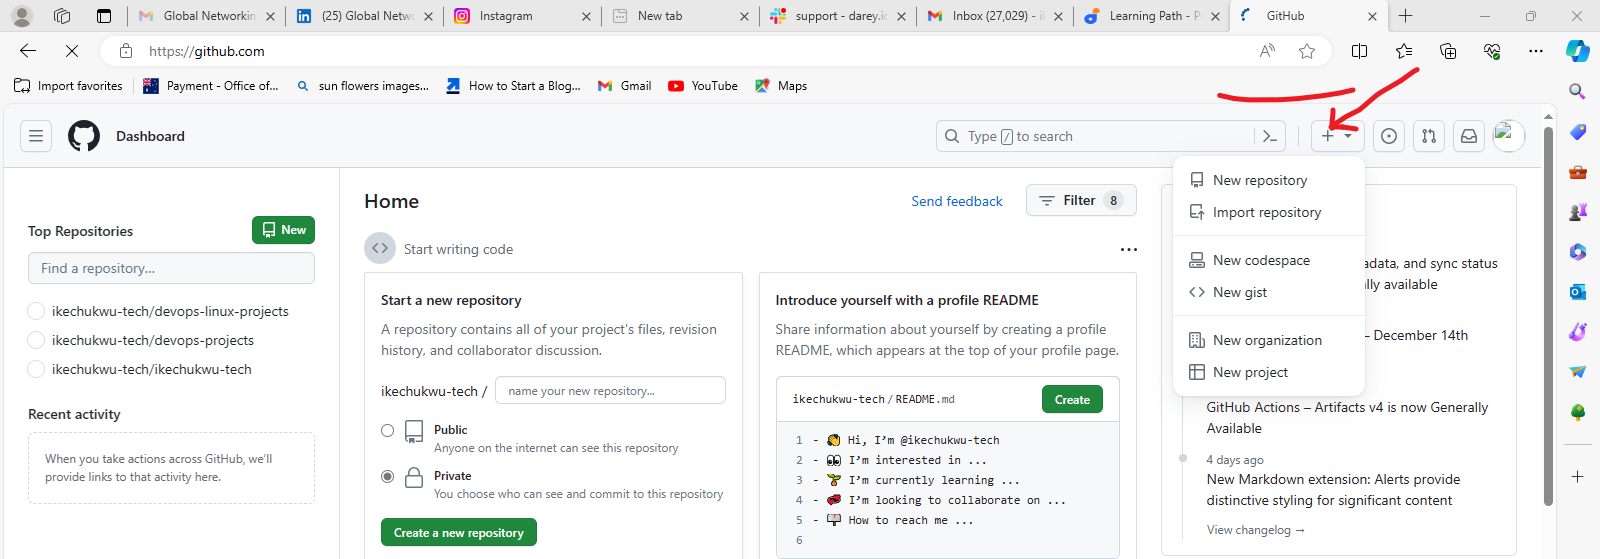 Global Networkin
(25) Global Netwo
Instagram
New tab
support - darey.ic
Inbox (27,029) - i
Learning Path - P
GitHub
https://github.com
Import favorites
Payment - Office of...
sun flowers images...
How to Start a Blog...
Gmail
YouTube
Maps
Dashboard
Type / to search
New repository
Import repository
New codespace
New gist
New organization
New project
Top Repositories
New
Find a repository...
ikechukwu-tech/devops-linux-projects
ikechukwu-tech/devops-projects
ikechukwu-tech/ikechukwu-tech
Recent activity
When you take actions across GitHub, we'll
provide links to that activity here.
Home
Send feedback
Filter 8
Start writing code
Start a new repository
A repository contains all of your project's files, revision
history, and collaborator discussion.
ikechukwu-tech /
name your new repository...
Public
Anyone on the internet can see this repository
Private
You choose who can see and commit to this repository
Create a new repository
Introduce yourself with a profile README
Share information about yourself by creating a profile
README, which appears at the top of your profile page.
ikechukwu-tech / README.md
Create
1 - 👋 Hi, I'm @ikechukwu-tech
2 - 👀 I'm interested in ...
3 - 🌱 I'm currently learning ...
4 - 💞️ I'm looking to collaborate on ...
5 - 📫 How to reach me ...
6
adata, and sync status
lly available
– December 14th
GitHub Actions – Artifacts v4 is now Generally
Available
4 days ago
New Markdown extension: Alerts provide
distinctive styling for significant content
View changelog →